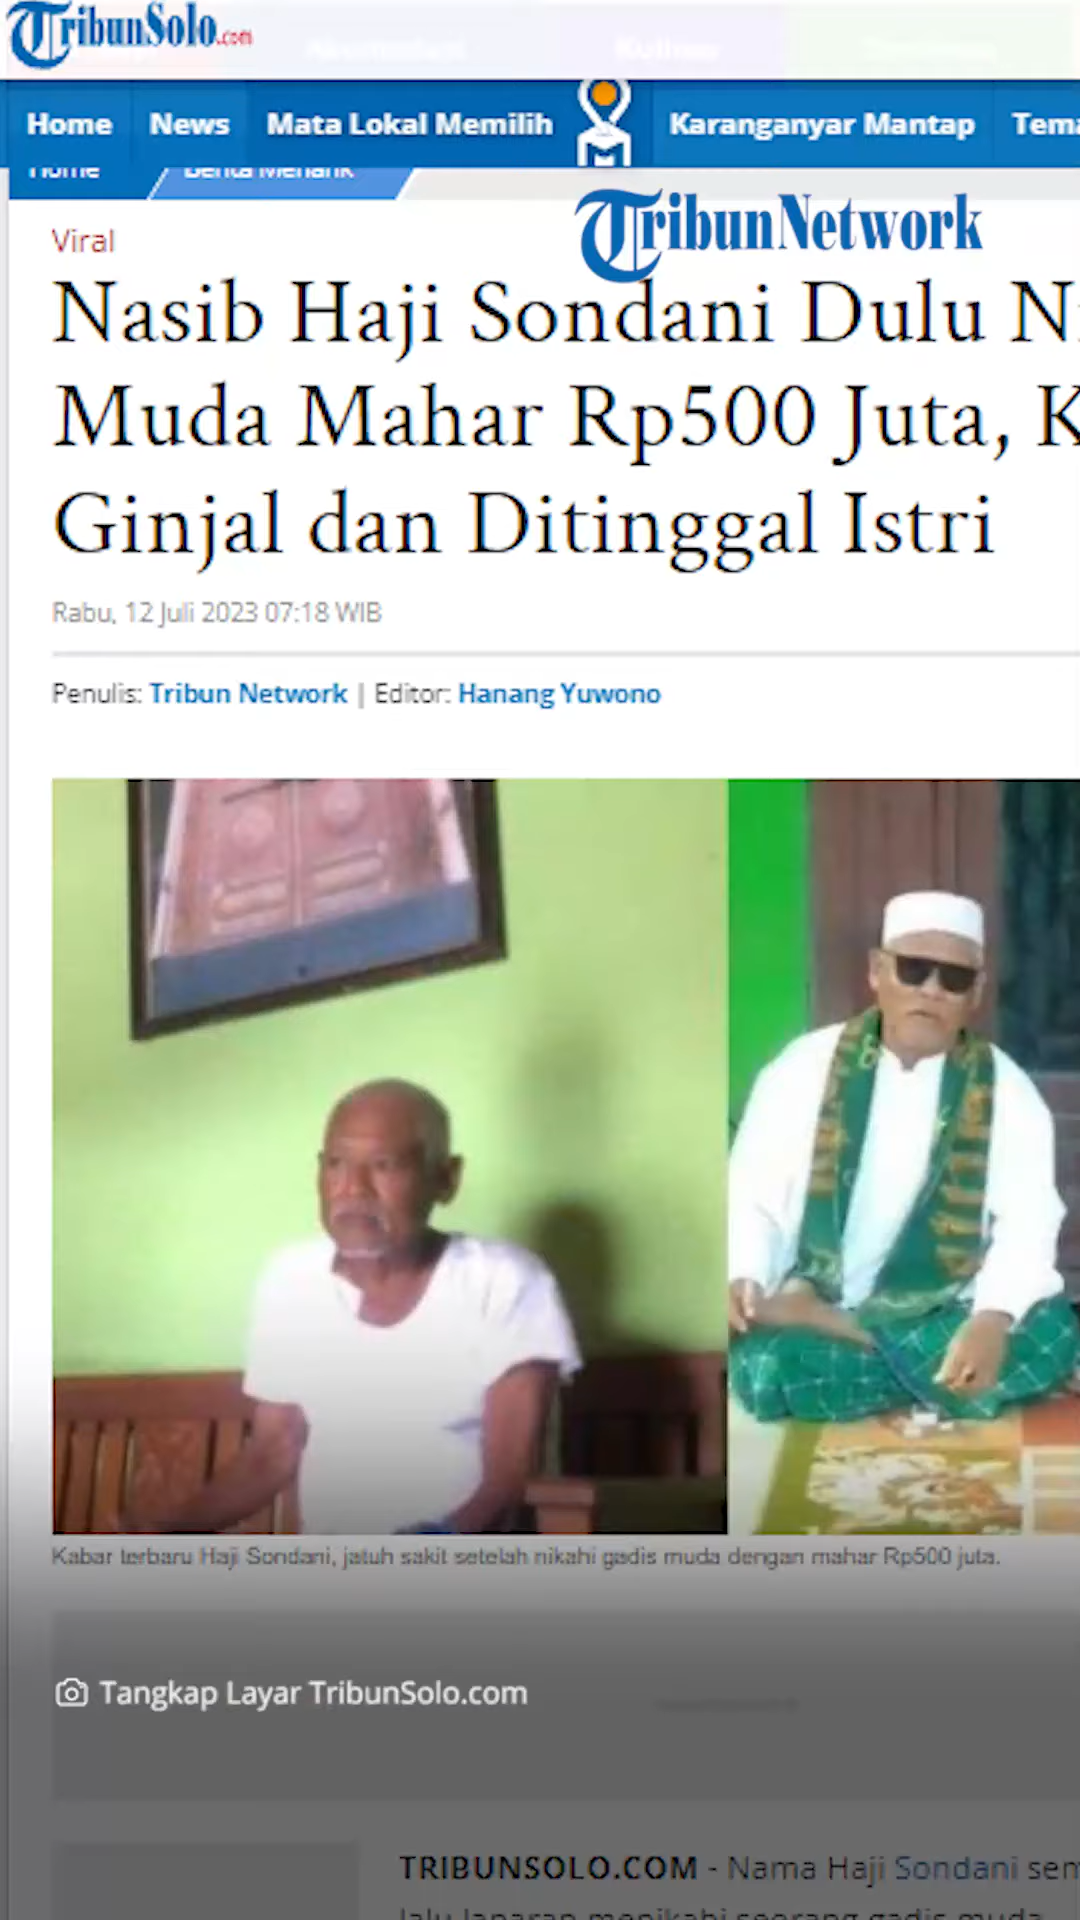 TribunSolo.com
Home News Mata Lokal Memilih Karanganyar Mantap
Home Berita Menarik
TribunNetwork
Viral
Nasib Haji Sondani Dulu
Muda Mahar Rp500 Juta,
Ginjal dan Ditinggal Istri
Rabu, 12 Juli 2023 07:18 WIB
Penulis: Tribun Network | Editor: Hanang Yuwono
Kabar terbaru Haji Sondani, jatuh sakit setelah nikahi gadis muda dengan mahar Rp500 juta.
Tangkap Layar TribunSolo.com
TRIBUNSOLO.COM - Nama Haji Sondani